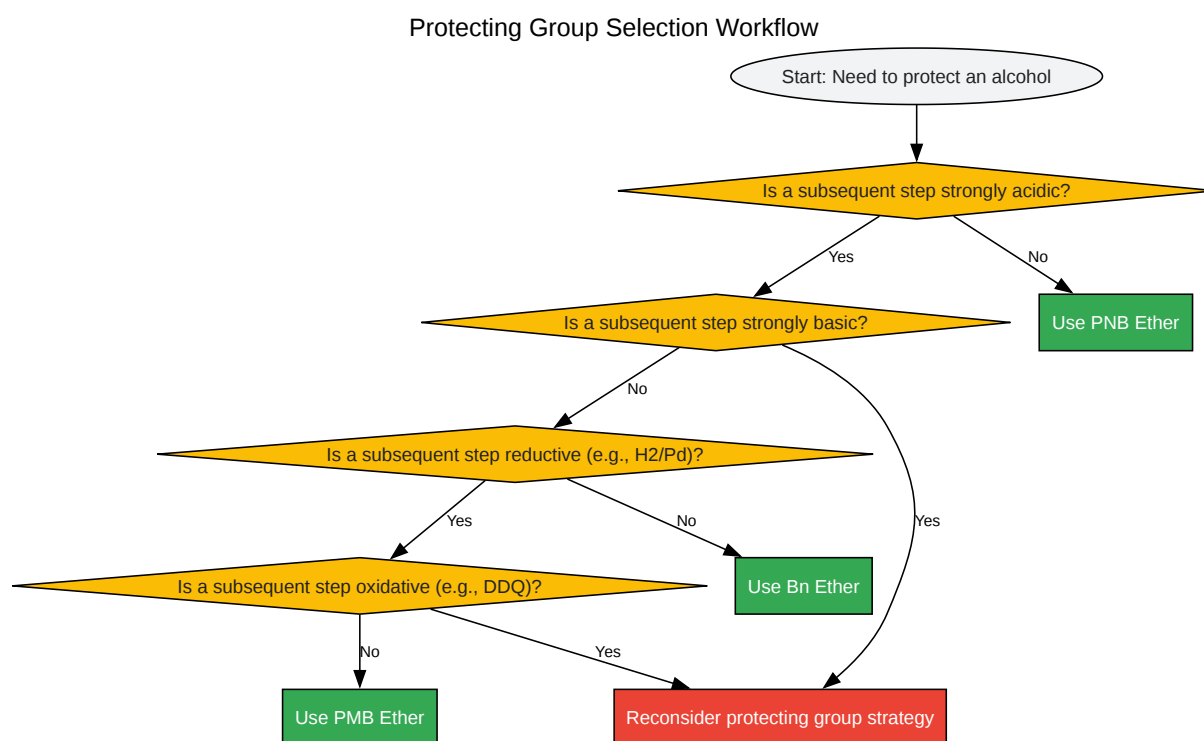 Protecting Group Selection Workflow
Start: Need to protect an alcohol
Is a subsequent step strongly acidic?
Yes
No
Is a subsequent step strongly basic?
Use PNB Ether
No
Is a subsequent step reductive (e.g., H2/Pd)?
Yes
No
Yes
Is a subsequent step oxidative (e.g., DDQ)?
Use Bn Ether
No
Yes
Use PMB Ether
Reconsider protecting group strategy